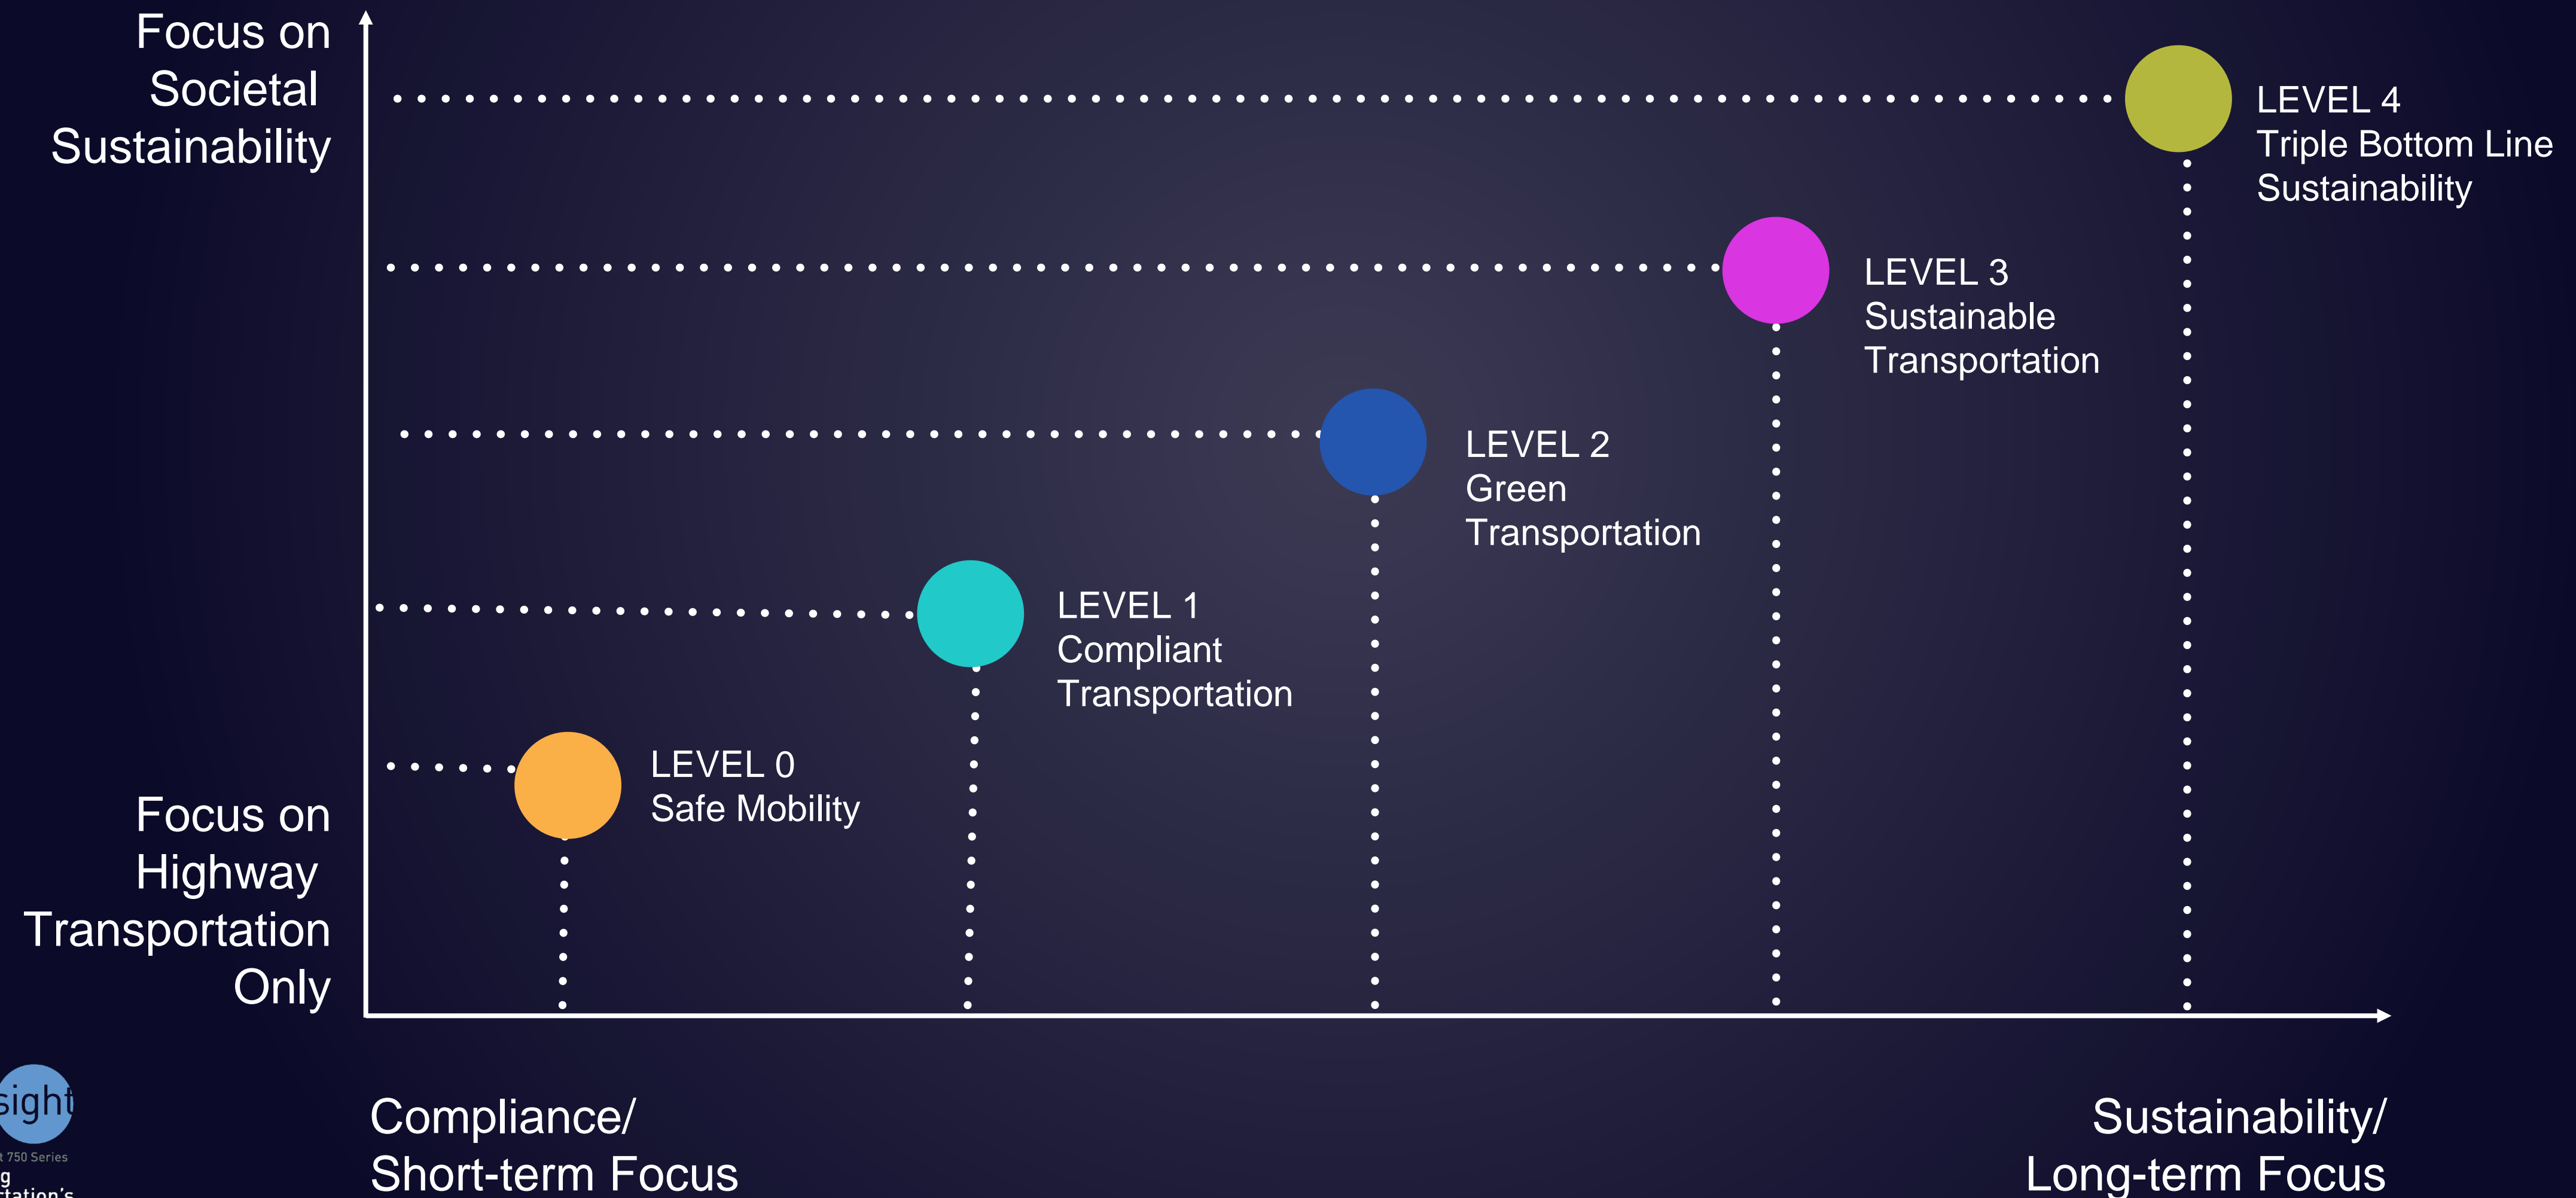 Focus on
Societal
Sustainability
LEVEL 4
Triple Bottom Line
Sustainability
LEVEL 3
Sustainable
Transportation
LEVEL 2
Green
Transportation
LEVEL 1
Compliant
Transportation
LEVEL 0
Safe Mobility
Focus on
Highway
Transportation
Only
Compliance/
Short-term Focus
Sustainability/
Long-term Focus
sight
750 Series